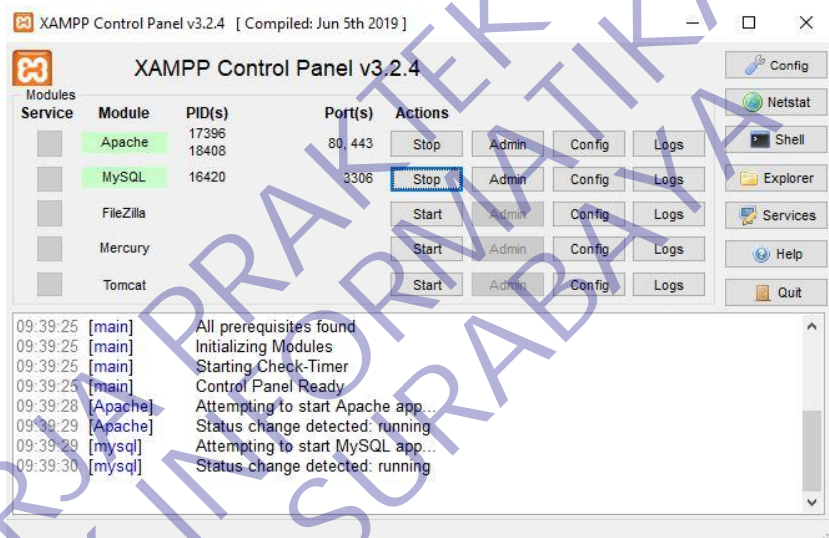 XAMPP Control Panel v3.2.4 [ Compiled: Jun 5th 2019 ]
XAMPP Control Panel v3.2.4
Config
Modules
Service Module PID(s) Port(s) Actions
Netstat
Apache 17396 18408 80, 443 Stop Admin Config Logs
Shell
MySQL 16420 3306 Stop Admin Config Logs
Explorer
FileZilla Start Admin Config Logs
Services
Mercury Start Admin Config Logs
Help
Tomcat Start Admin Config Logs
Quit
09:39:25 [main] All prerequisites found
09:39:25 [main] Initializing Modules
09:39:25 [main] Starting Check-Timer
09:39:25 [main] Control Panel Ready
09:39:28 [Apache] Attempting to start Apache app...
09:39:29 [Apache] Status change detected: running
09:39:29 [mysql] Attempting to start MySQL app...
09:39:30 [mysql] Status change detected: running
RJA PRAKTEK
K INFORMATIKA
SURABAYA